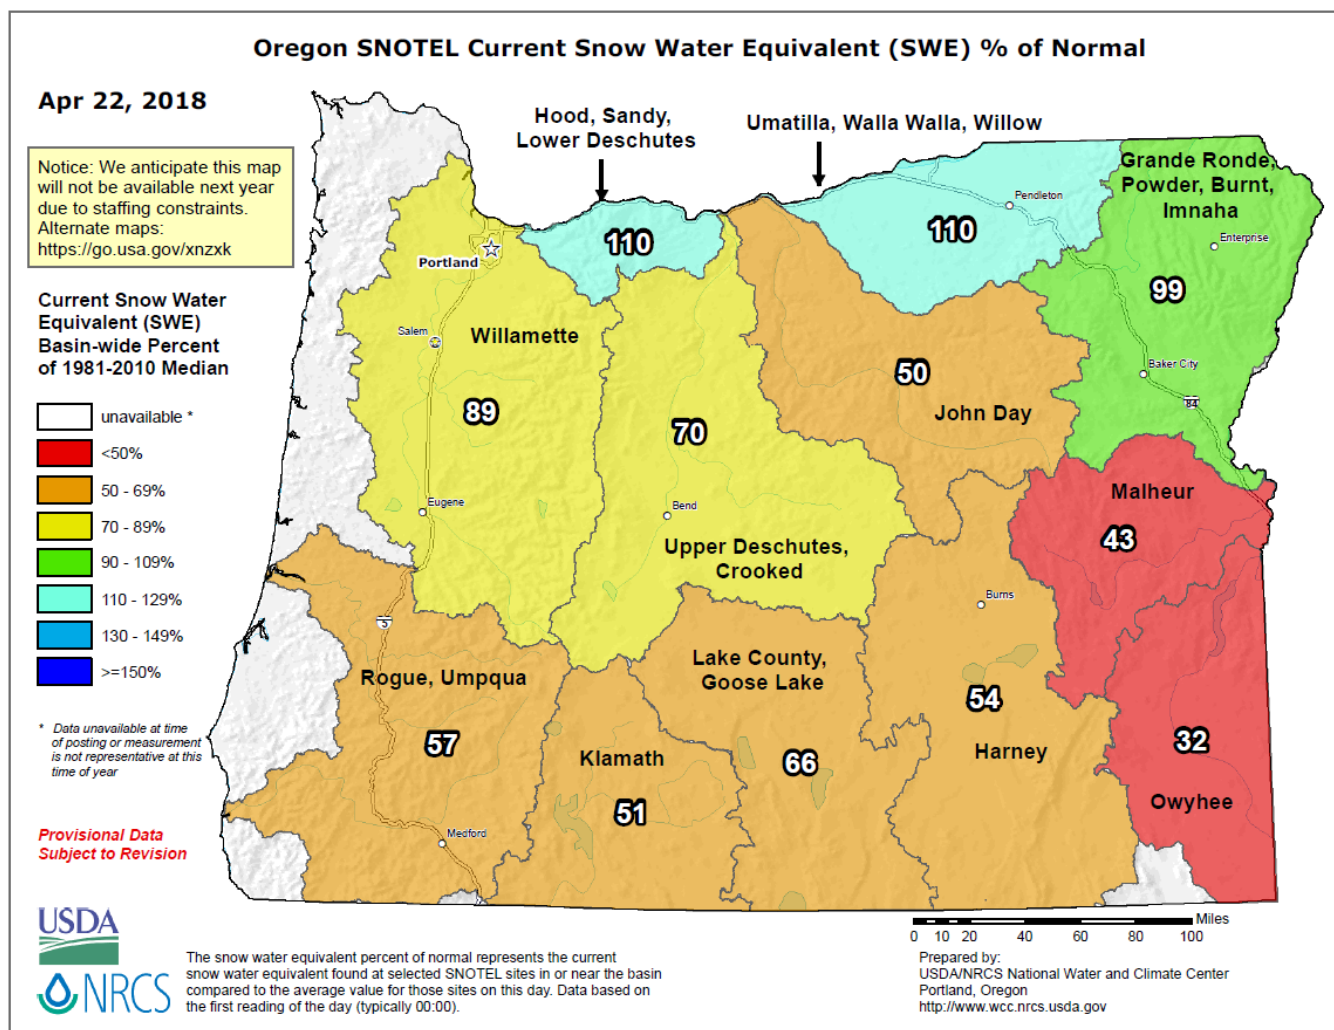 Oregon SNOTEL Current Snow Water Equivalent (SWE) % of Normal
Apr 22, 2018
Notice: We anticipate this map
will not be available next year
due to staffing constraints.
Alternate maps:
https://go.usa.gov/xnzxk
Current Snow Water
Equivalent (SWE)
Basin-wide Percent
of 1981-2010 Median
unavailable *
<50%
50 - 69%
70 - 89%
90 - 109%
110 - 129%
130 - 149%
>=150%
* Data unavailable at time
of posting or measurement
is not representative at this
time of year
Provisional Data
Subject to Revision
Hood, Sandy,
Lower Deschutes
110
Umatilla, Walla Walla, Willow
Pendleton
110
Grande Ronde,
Powder, Burnt,
Imnaha
Enterprise
99
Baker City
84
Portland
Salem
Willamette
89
Eugene
70
Bend
Upper Deschutes,
Crooked
50
John Day
Malheur
43
Burns
5
Rogue, Umpqua
57
Medford
Klamath
51
Lake County,
Goose Lake
66
54
Harney
32
Owyhee
USDA
NRCS
The snow water equivalent percent of normal represents the current
snow water equivalent found at selected SNOTEL sites in or near the basin
compared to the average value for those sites on this day. Data based on
the first reading of the day (typically 00:00).
Miles
0 10 20 40 60 80 100
Prepared by:
USDA/NRCS National Water and Climate Center
Portland, Oregon
http://www.wcc.nrcs.usda.gov